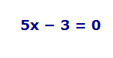 5x − 3 = 0